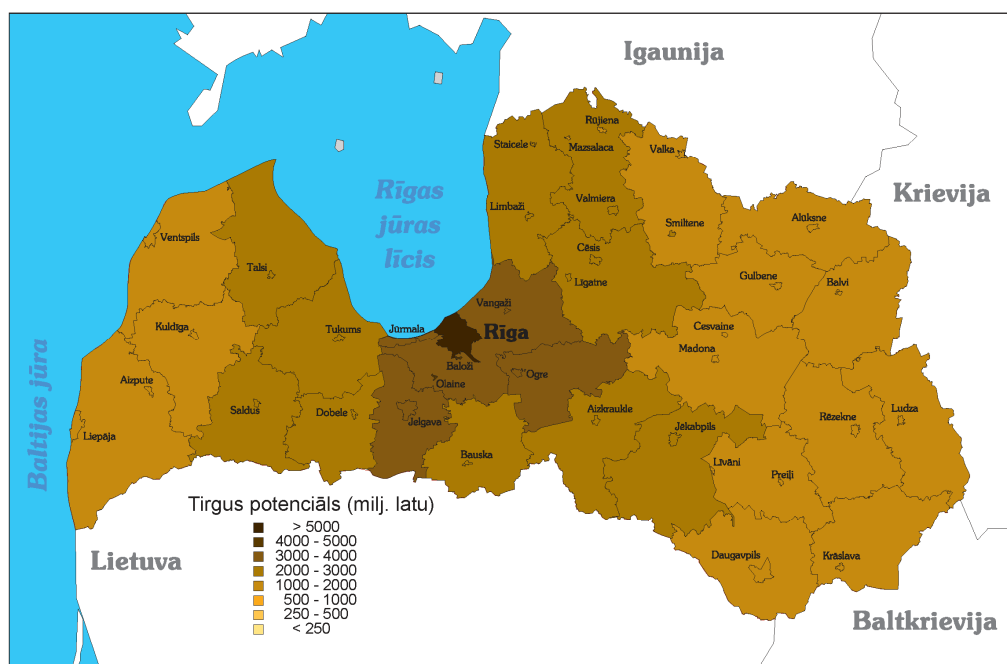 Igaunija
Krievija
Baltkrievija
Lietuva
Baltijas jūra
Rīgas
jūras
līcis
Rūjiena
Staicele
Mazsalaca
Valka
Limbaži
Valmiera
Smiltene
Alūksne
Ventspils
Cēsis
Talsi
Līgatne
Gulbene
Balvi
Vangaži
Kuldīga
Tukums
Jūrmala
Rīga
Cesvaine
Madona
Baloži
Aizpute
Olaine
Ogre
Saldus
Dobele
Jelgava
Aizkraukle
Rēzekne
Ludza
Liepāja
Jēkabpils
Bauska
Līvāni
Preiļi
Daugavpils
Krāslava
Tirgus potenciāls (milj. latu)
> 5000
4000 - 5000
3000 - 4000
2000 - 3000
1000 - 2000
500 - 1000
250 - 500
< 250